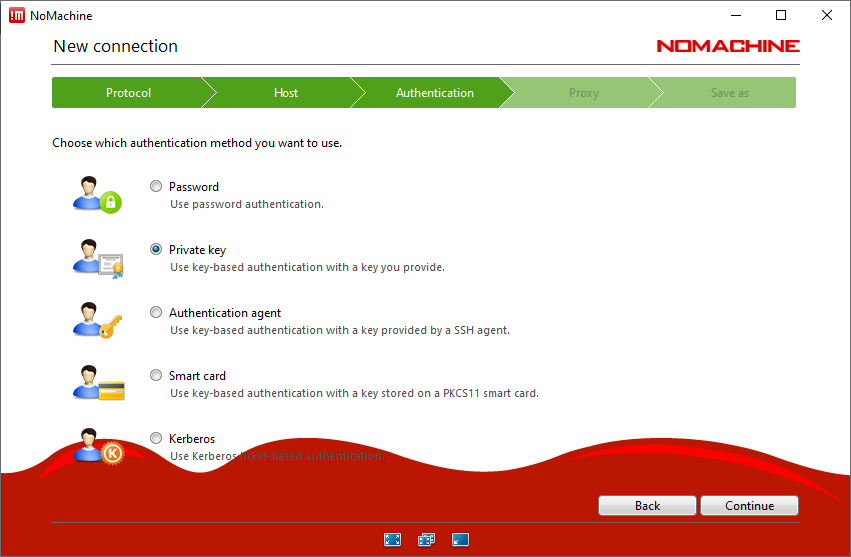 !M NoMachine
New connection
NOMACHINE
Protocol
Host
Authentication
Proxy
Save as
Choose which authentication method you want to use.
Password
Use password authentication.
Private key
Use key-based authentication with a key you provide.
Authentication agent
Use key-based authentication with a key provided by a SSH agent.
Smart card
Use key-based authentication with a key stored on a PKCS11 smart card.
K
Kerberos
Use Kerberos ticket-based authentication.
Back
Continue